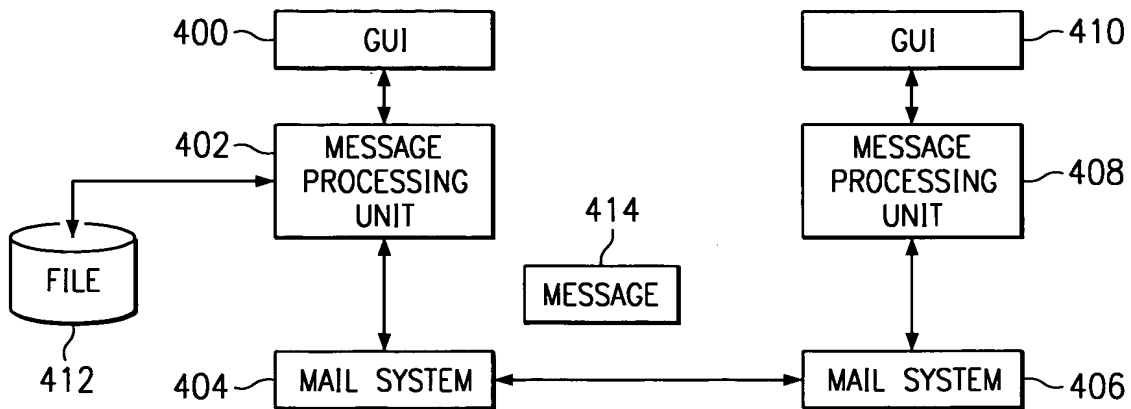 400
GUI
GUI
410
402
MESSAGE
PROCESSING
UNIT
MESSAGE
PROCESSING
UNIT
408
414
FILE
MESSAGE
412
404
MAIL SYSTEM
MAIL SYSTEM
406